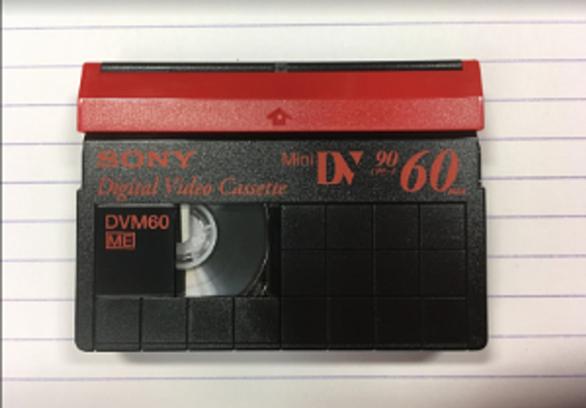 SONY
Mini DV 90 60
Digital Video Cassette
DVM60
ME